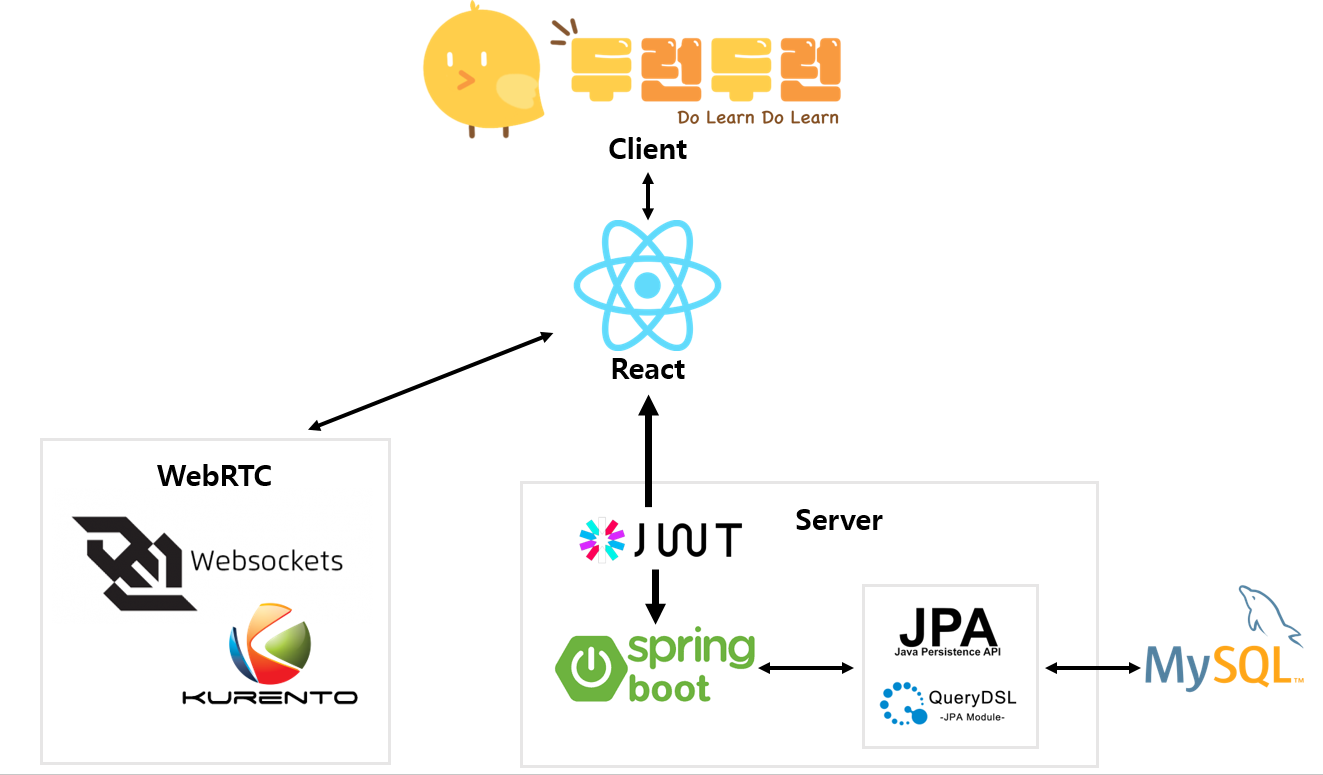 두런두런
Do Learn Do Learn
Client
React
WebRTC
Websockets
KURENTO
Server
JWT
spring
boot
JPA
Java Persistence API
QueryDSL
-JPA Module-
MySQL™